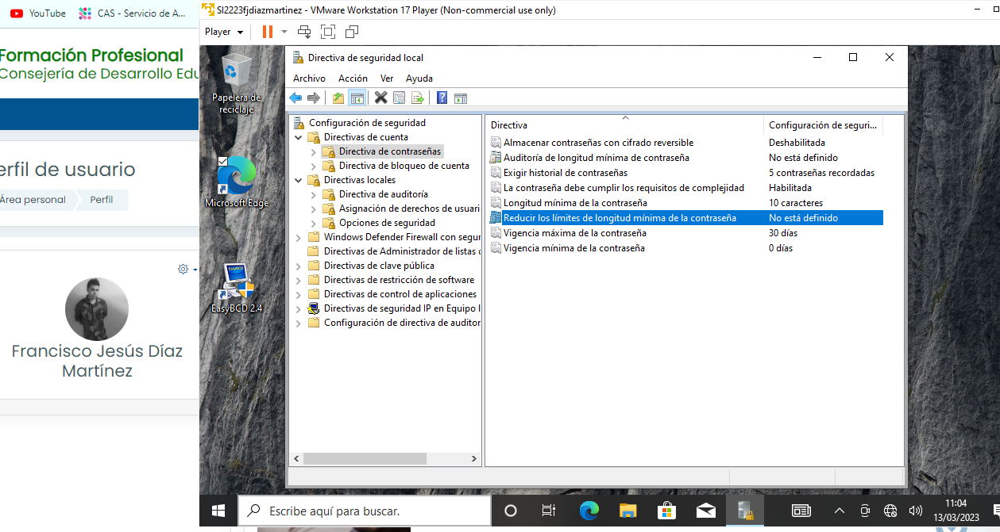 YouTube
CAS - Servicio de A...
SI2223fjdiazmartinez - VMware Workstation 17 Player (Non-commercial use only)
Player
Formación Profesional
Consejería de Desarrollo Edu
erfil de usuario
Área personal
Perfil
Francisco Jesús Díaz
Martínez
Papelera de
reciclaje
Microsoft Edge
EasyBCD
EasyBCD 2.4
Directiva de seguridad local
Archivo Acción Ver Ayuda
Configuración de seguridad
Directivas de cuenta
Directiva de contraseñas
Directiva de bloqueo de cuenta
Directivas locales
Directiva de auditoría
Asignación de derechos de usuari
Opciones de seguridad
Windows Defender Firewall con segur
Directivas de Administrador de listas d
Directivas de clave pública
Directivas de restricción de software
Directivas de control de aplicaciones
Directivas de seguridad IP en Equipo l
Configuración de directiva de auditor
Directiva Configuración de seguri...
Almacenar contraseñas con cifrado reversible Deshabilitada
Auditoría de longitud mínima de contraseña No está definido
Exigir historial de contraseñas 5 contraseñas recordadas
La contraseña debe cumplir los requisitos de complejidad Habilitada
Longitud mínima de la contraseña 10 caracteres
Reducir los límites de longitud mínima de la contraseña No está definido
Vigencia máxima de la contraseña 30 días
Vigencia mínima de la contraseña 0 días
Escribe aquí para buscar.
11:04
13/03/2023